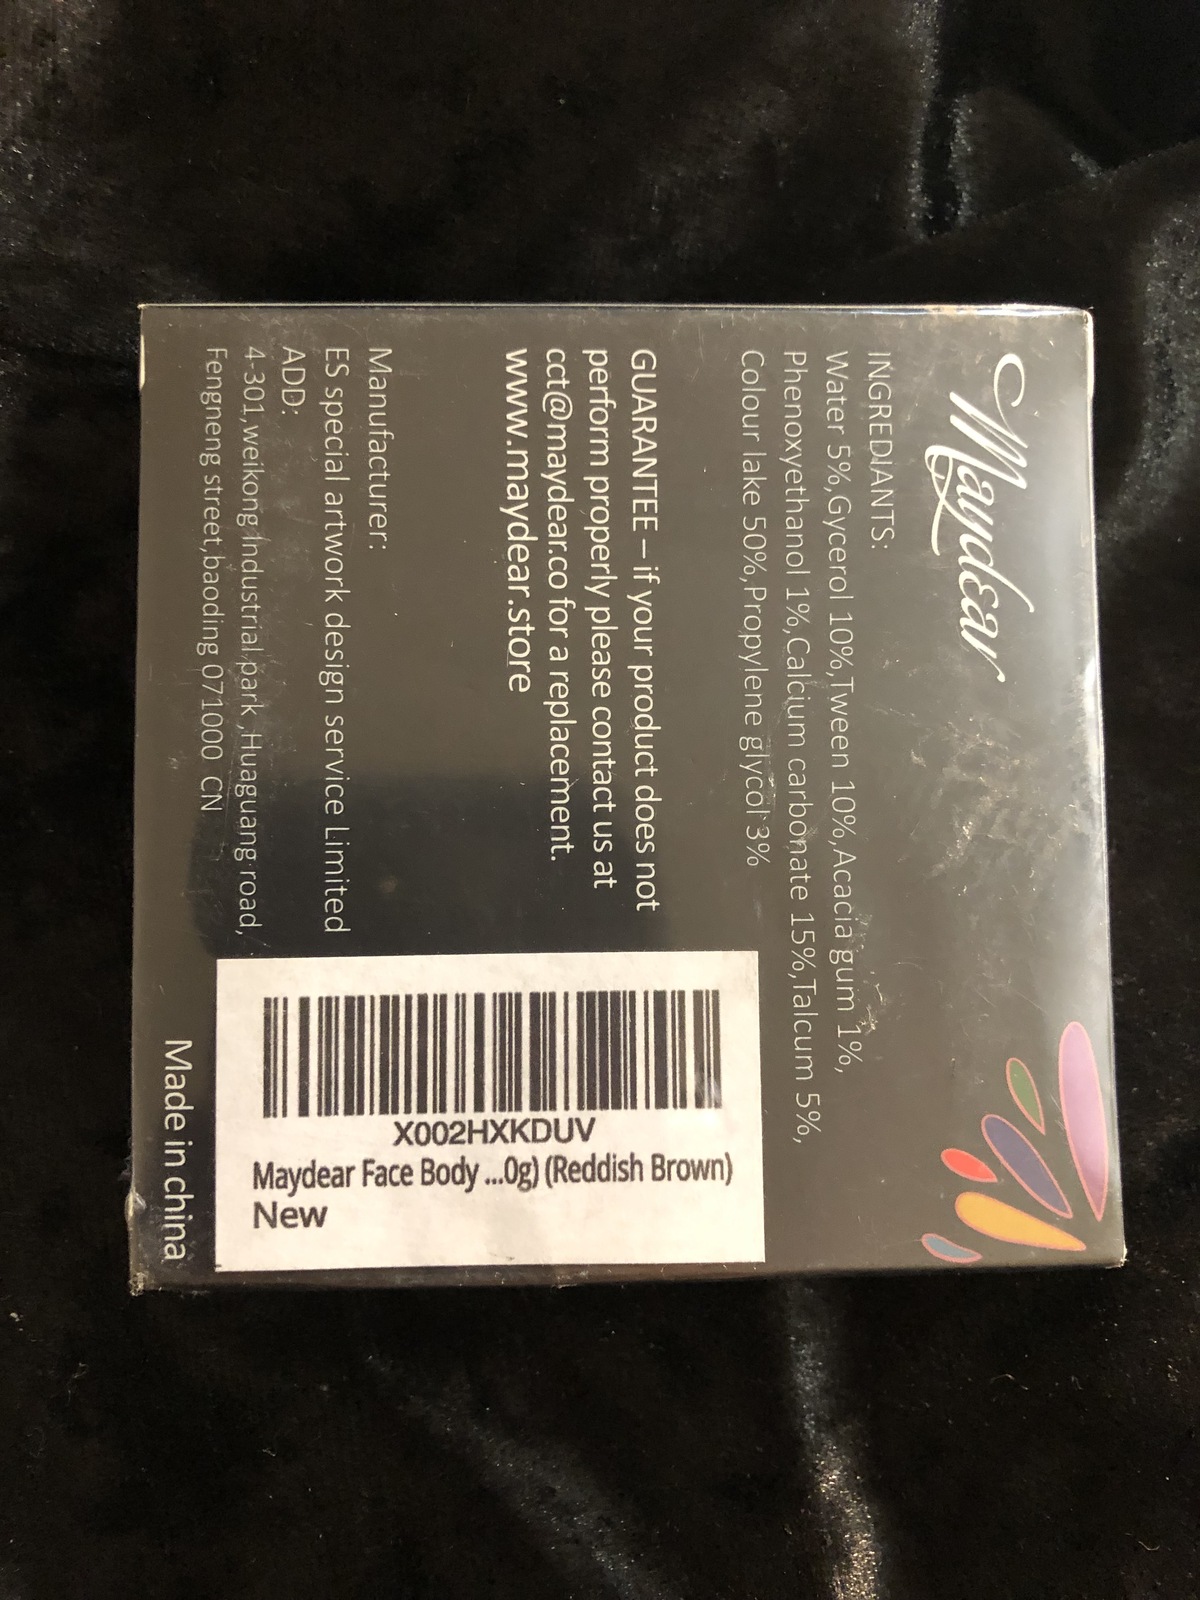 Maydear
INGREDIANTS:
Water 5%,Gycerol 10%,Tween 10%,Acacia gum 1%,
Phenoxyethanol 1%,Calcium carbonate 15%,Talcum 5%,
Colour lake 50%,Propylene glycol 3%
GUARANTEE – if your product does not
perform properly please contact us at
cct@maydear.co for a replacement.
www.maydear.store
Manufacturer:
ES special artwork design service Limited
ADD:
4-301,weikong Industrial park ,Huaguang road,
Fengneng street,baoding 071000 CN
Made in china
X002HXKDUV
Maydear Face Body ...0g) (Reddish Brown)
New